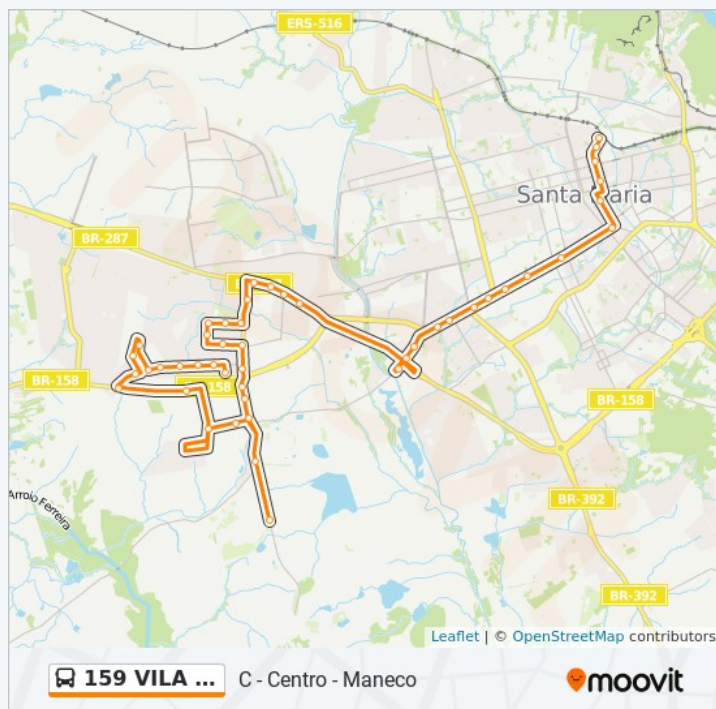 ERS-516
Santa Maria
BR-287
BR-158
158
BR-158
BR-392
Arroio Ferreira
BR-392
Leaflet | © OpenStreetMap contributors
159 VILA ...
C - Centro - Maneco
moovit